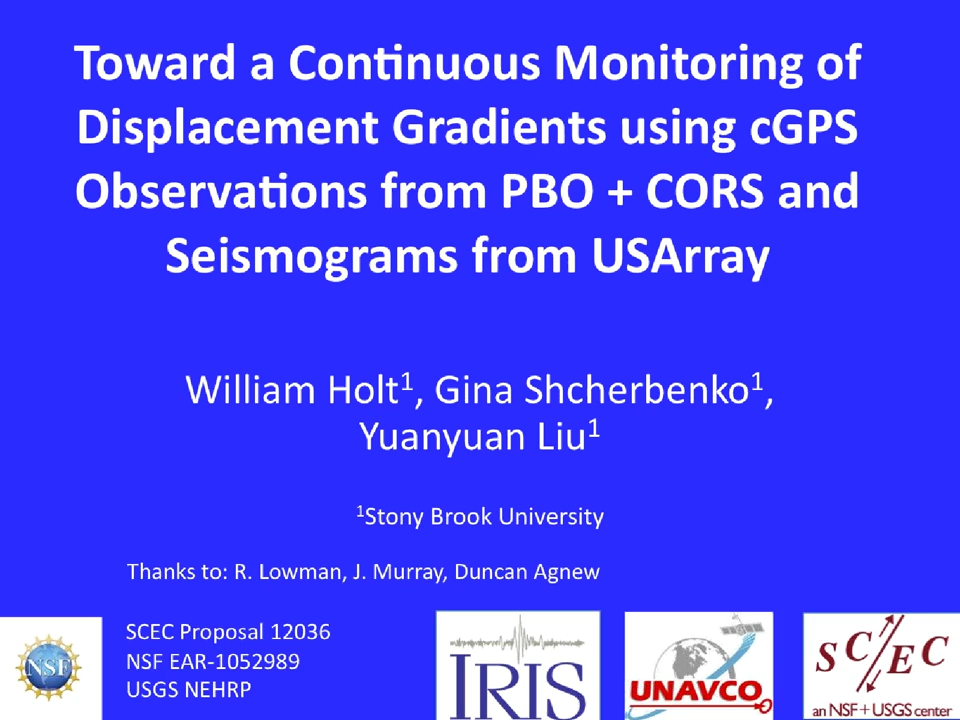 Toward a Continuous Monitoring of
Displacement Gradients using cGPS
Observations from PBO + CORS and
Seismograms from USArray
William Holt¹, Gina Shcherbenko¹,
Yuanyuan Liu¹
¹Stony Brook University
Thanks to: R. Lowman, J. Murray, Duncan Agnew
SCEC Proposal 12036
NSF EAR-1052989
USGS NEHRP
NSF
IRIS
UNAVCO
SC/EC
an NSF + USGS center